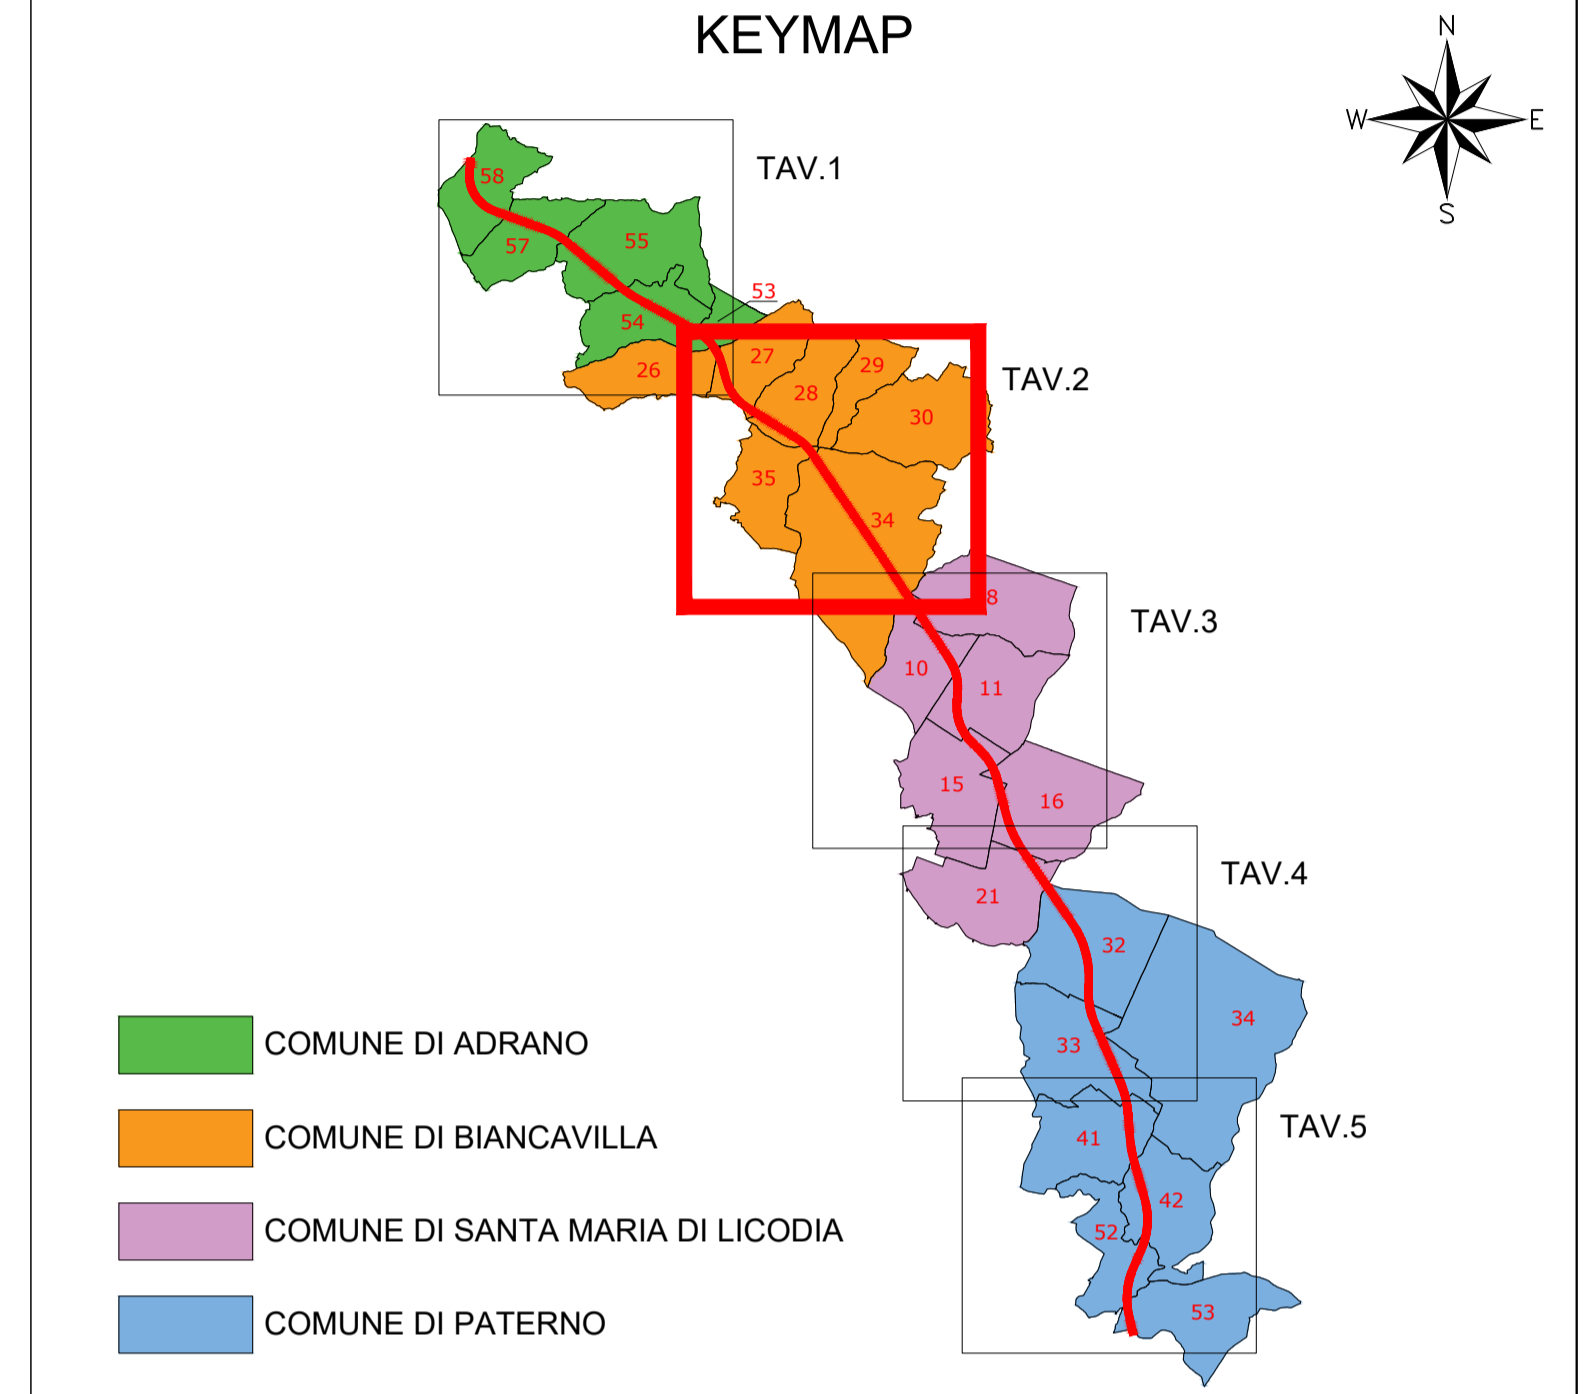 KEYMAP
N
W
E
S
TAV.1
58
57
55
53
54
26
27
28
29
30
TAV.2
35
34
8
TAV.3
10
11
15
16
TAV.4
21
32
34
33
TAV.5
41
42
52
53
COMUNE DI ADRANO
COMUNE DI BIANCAVILLA
COMUNE DI SANTA MARIA DI LICODIA
COMUNE DI PATERNO